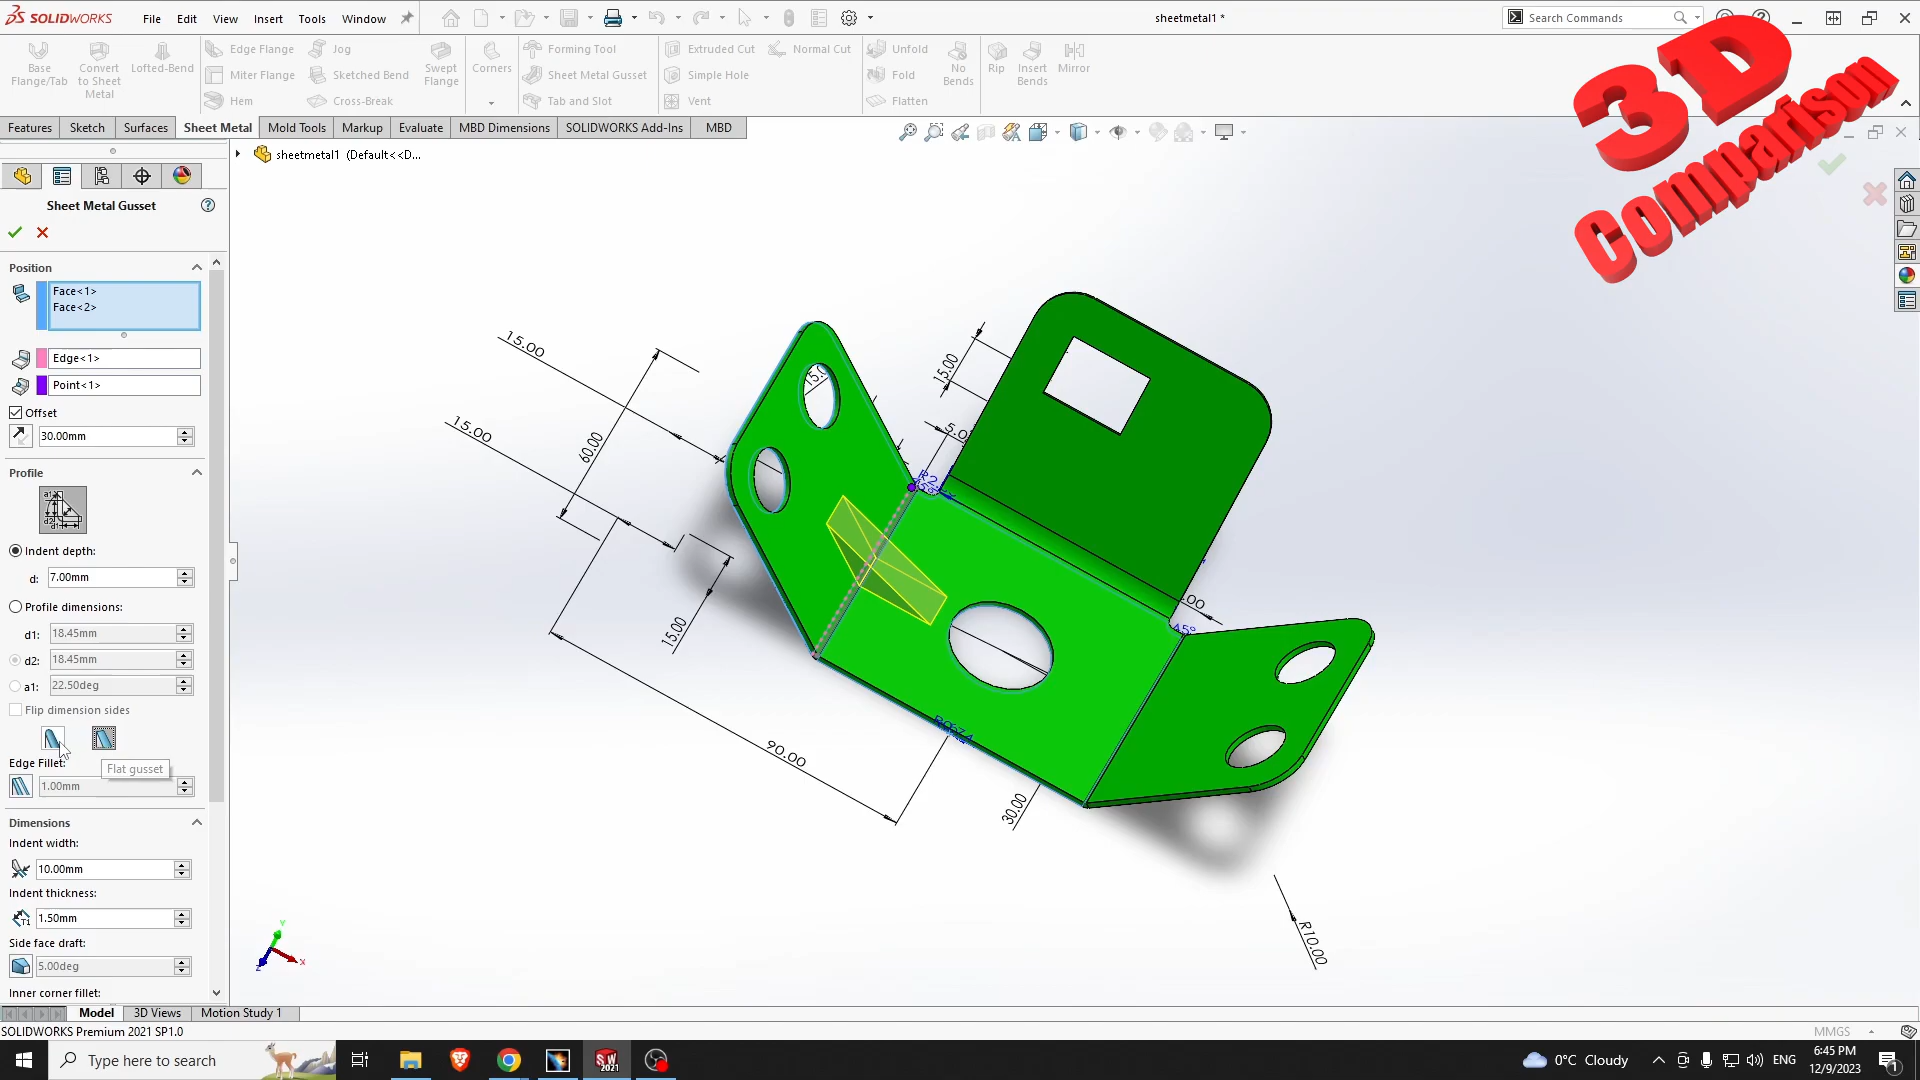 SOLIDWORKS
File Edit View Insert Tools Window
sheetmetal1 *
Search Commands
Base Flange/Tab
Convert to Sheet Metal
Lofted-Bend
Edge Flange
Miter Flange
Hem
Jog
Sketched Bend
Cross-Break
Swept Flange
Corners
Forming Tool
Sheet Metal Gusset
Tab and Slot
Extruded Cut
Simple Hole
Vent
Normal Cut
Unfold
Fold
Flatten
No Bends
Rip
Insert Bends
Mirror
3D
Comparison
Features Sketch Surfaces Sheet Metal Mold Tools Markup Evaluate MBD Dimensions SOLIDWORKS Add-Ins MBD
sheetmetal1 (Default<<D...
Sheet Metal Gusset
Position
Face<1>
Face<2>
Edge<1>
Point<1>
Offset
30.00mm
Profile
Indent depth:
d: 7.00mm
Profile dimensions:
d1: 18.45mm
d2: 18.45mm
a1: 22.50deg
Flip dimension sides
Edge Fillet:
Flat gusset
1.00mm
Dimensions
Indent width:
10.00mm
Indent thickness:
1.50mm
Side face draft:
5.00deg
Inner corner fillet:
15.00
15.00
60.00
15.00
90.00
30.00
15.00
45°
R10.00
Model 3D Views Motion Study 1
SOLIDWORKS Premium 2021 SP1.0
MMGS
Type here to search
0°C Cloudy
ENG
6:45 PM
12/9/2023